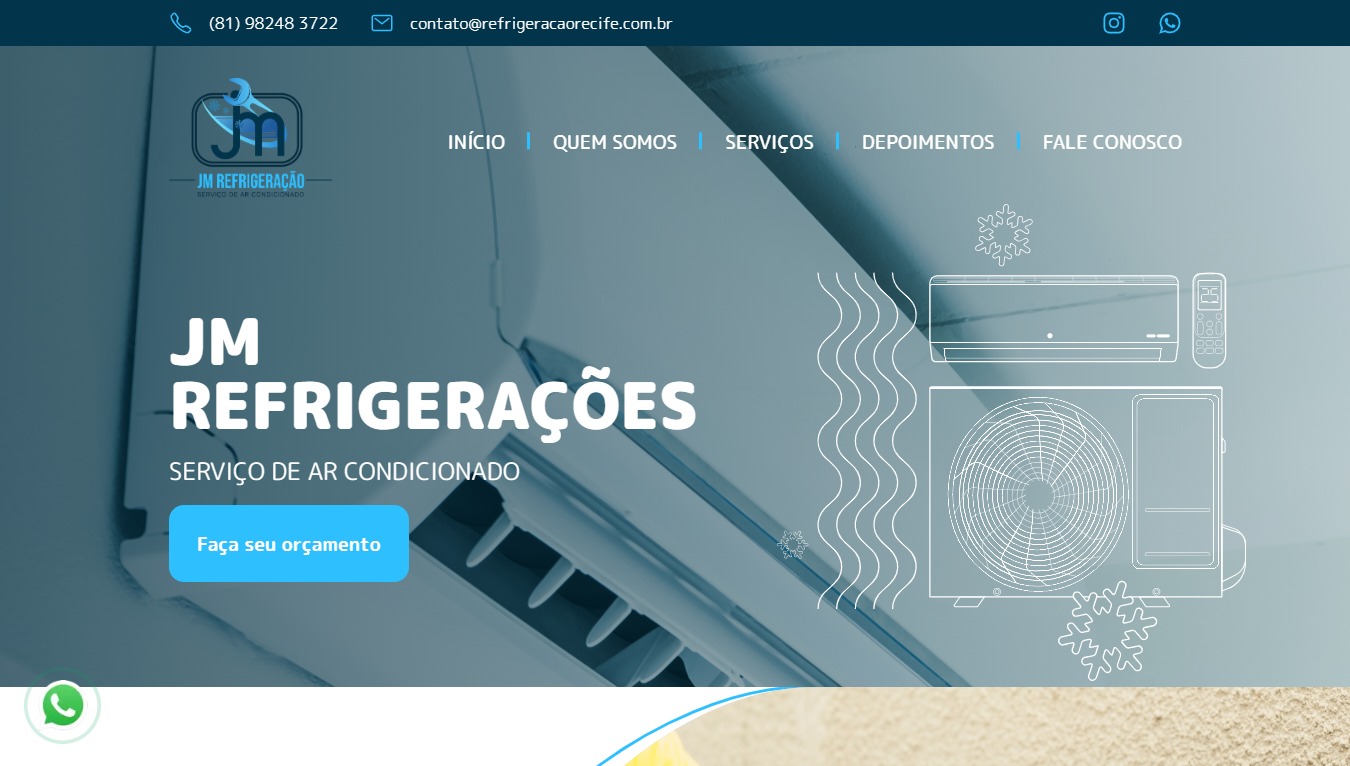 (81) 98248 3722
contato@refrigeracaorecife.com.br
jm
JM REFRIGERAÇÃO
SERVIÇO DE AR CONDICIONADO
INÍCIO
QUEM SOMOS
SERVIÇOS
DEPOIMENTOS
FALE CONOSCO
25
JM
REFRIGERAÇÕES
SERVIÇO DE AR CONDICIONADO
Faça seu orçamento